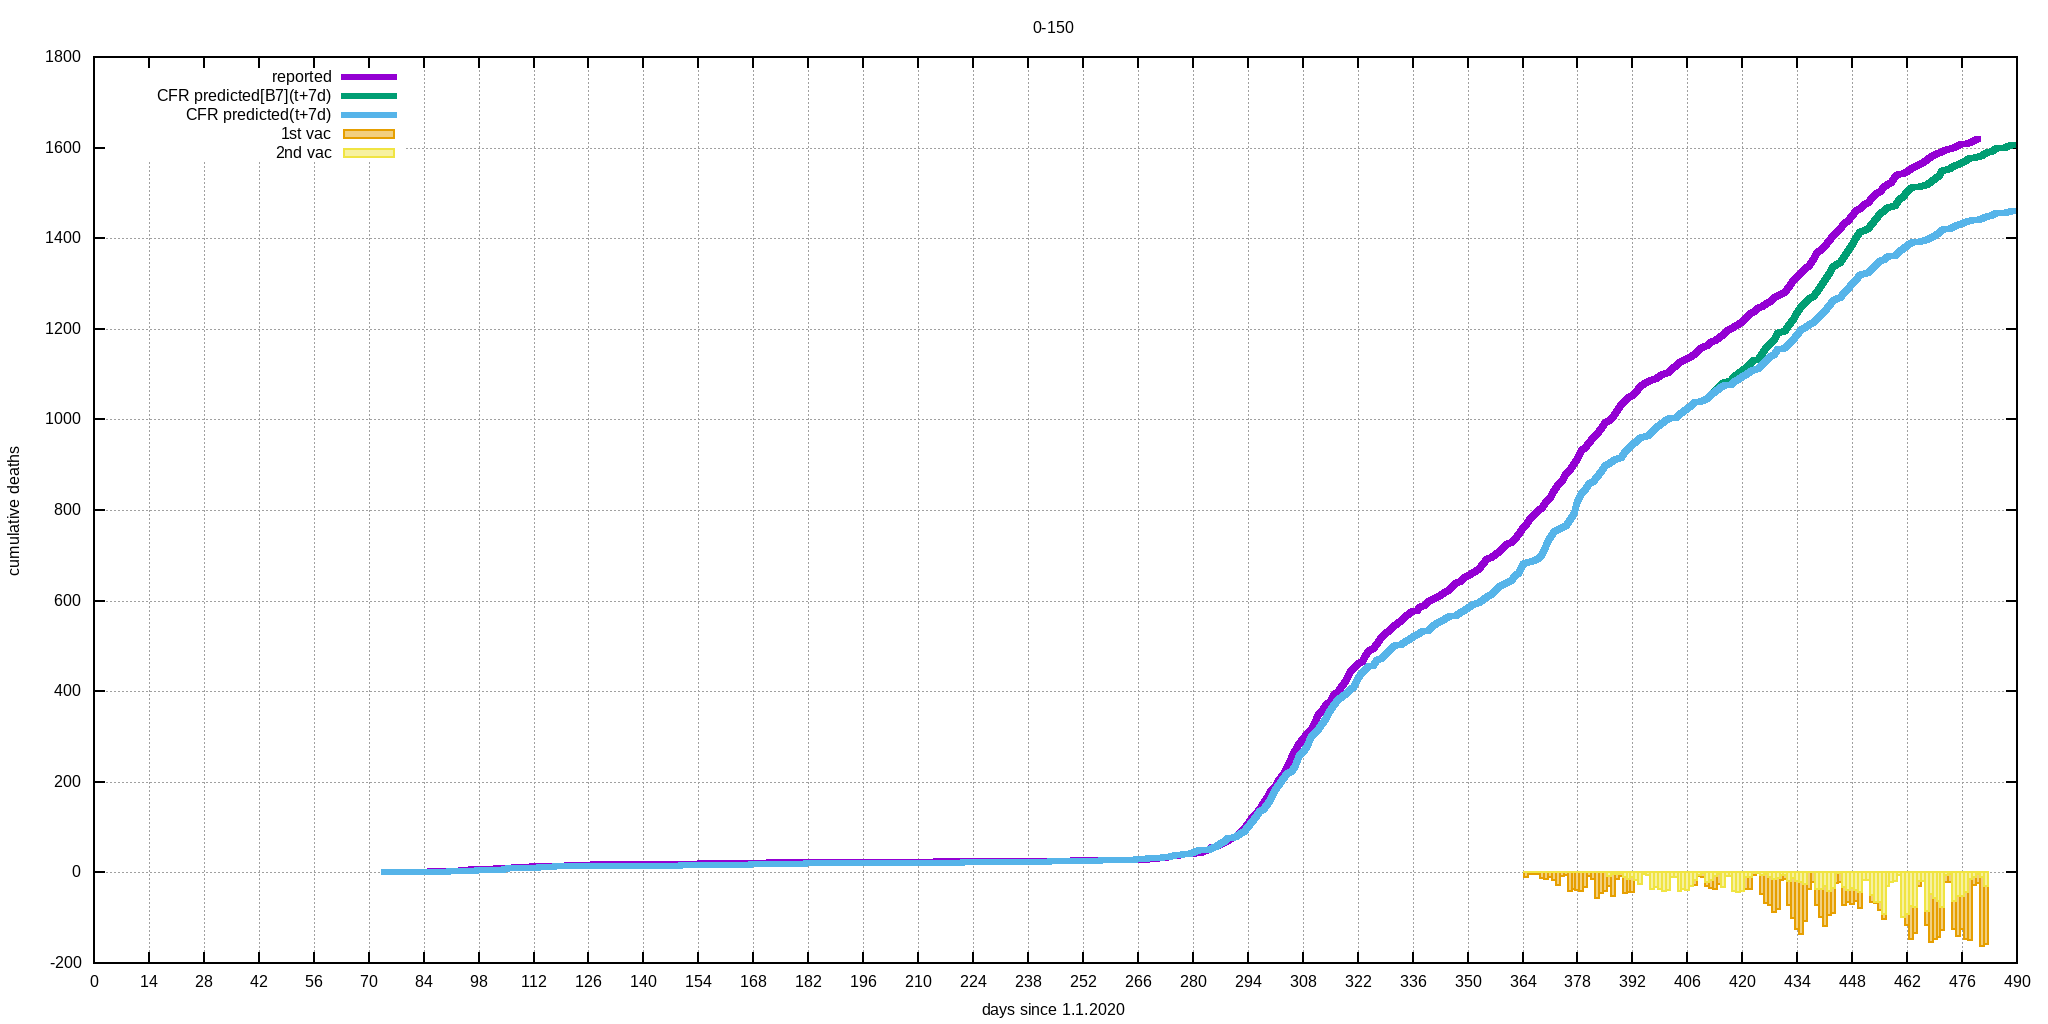 0-150
1800
1600
1400
1200
1000
800
600
400
200
0
-200
cumulative deaths
reported
CFR predicted[B7](t+7d)
CFR predicted(t+7d)
1st vac
2nd vac
0 14 28 42 56 70 84 98 112 126 140 154 168 182 196 210 224 238 252 266 280 294 308 322 336 350 364 378 392 406 420 434 448 462 476 490
days since 1.1.2020